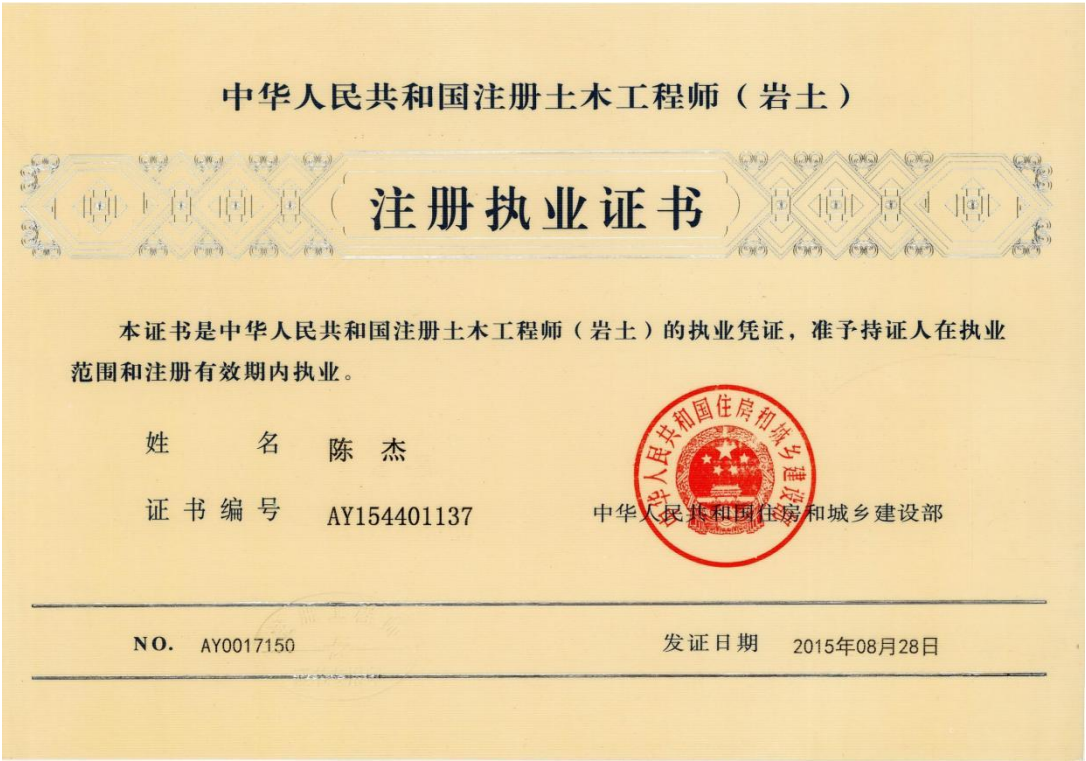 中华人民共和国注册土木工程师（岩土）
注册执业证书
本证书是中华人民共和国注册土木工程师（岩土）的执业凭证，准予持证人在执业
范围和注册有效期内执业。
姓 名 陈 杰
证书编号 AY154401137
中华人民共和国住房和城乡建设部
中华人民共和国住房和城乡建设部
NO. AY0017150
发证日期 2015年08月28日